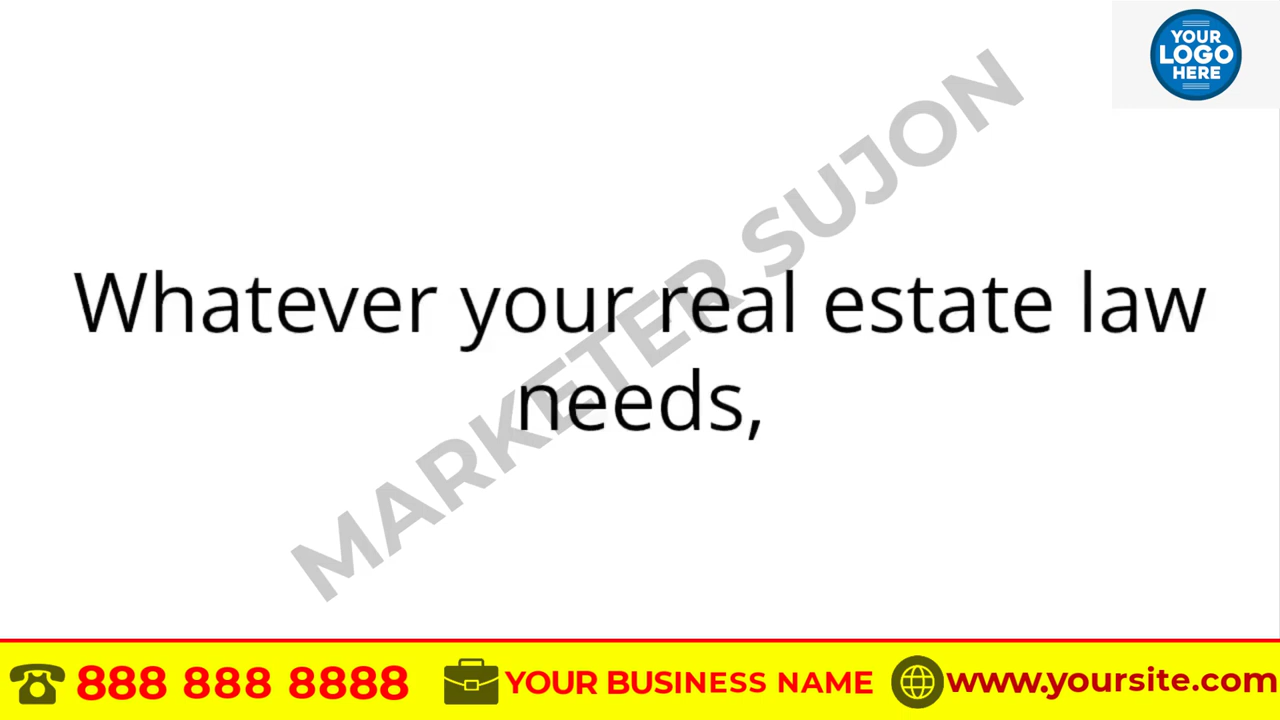 YOUR
LOGO
HERE
MARKETER SUJON
Whatever your real estate law
needs,
888 888 8888
YOUR BUSINESS NAME
www.yoursite.com